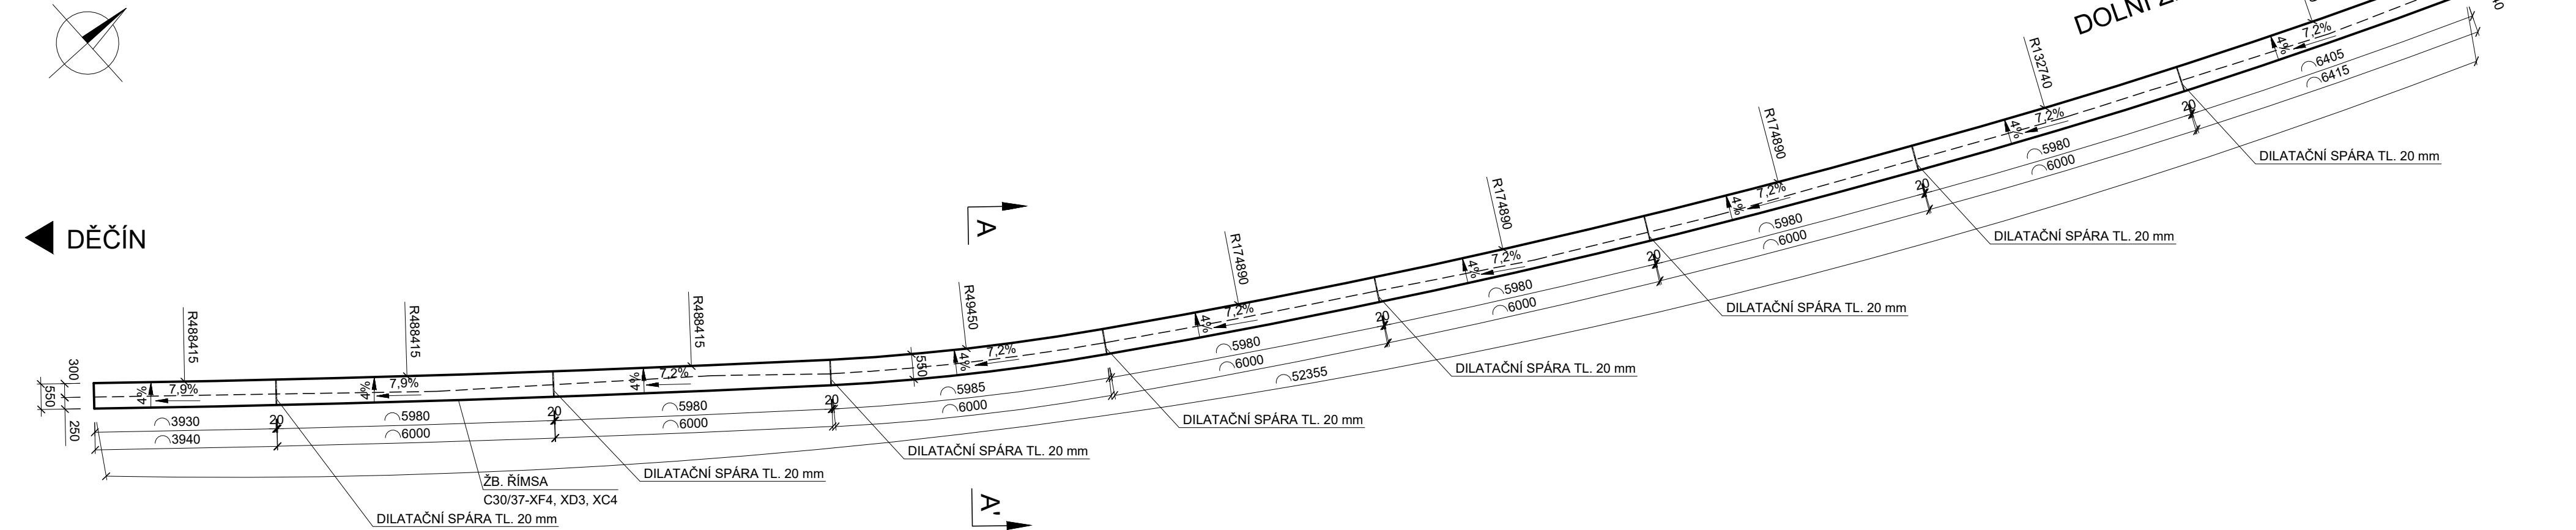 DOLNÍ
40
7,2%
4%
6405
6415
R132740
7,2%
4%
20
5980
6000
DILATAČNÍ SPÁRA TL. 20 mm
R174890
7,2%
4%
20
5980
6000
DILATAČNÍ SPÁRA TL. 20 mm
R174890
7,2%
4%
20
5980
6000
DILATAČNÍ SPÁRA TL. 20 mm
R174890
7,2%
4%
20
5980
6000
DILATAČNÍ SPÁRA TL. 20 mm
52355
A
DĚČÍN
R49450
7,2%
4%
550
5985
6000
DILATAČNÍ SPÁRA TL. 20 mm
R488415
7,2%
4%
20
5980
6000
DILATAČNÍ SPÁRA TL. 20 mm
R488415
7,9%
4%
20
5980
6000
DILATAČNÍ SPÁRA TL. 20 mm
R488415
7,9%
4%
20
3930
3940
300
550
250
ŽB. ŘÍMSA
C30/37-XF4, XD3, XC4
DILATAČNÍ SPÁRA TL. 20 mm
A'